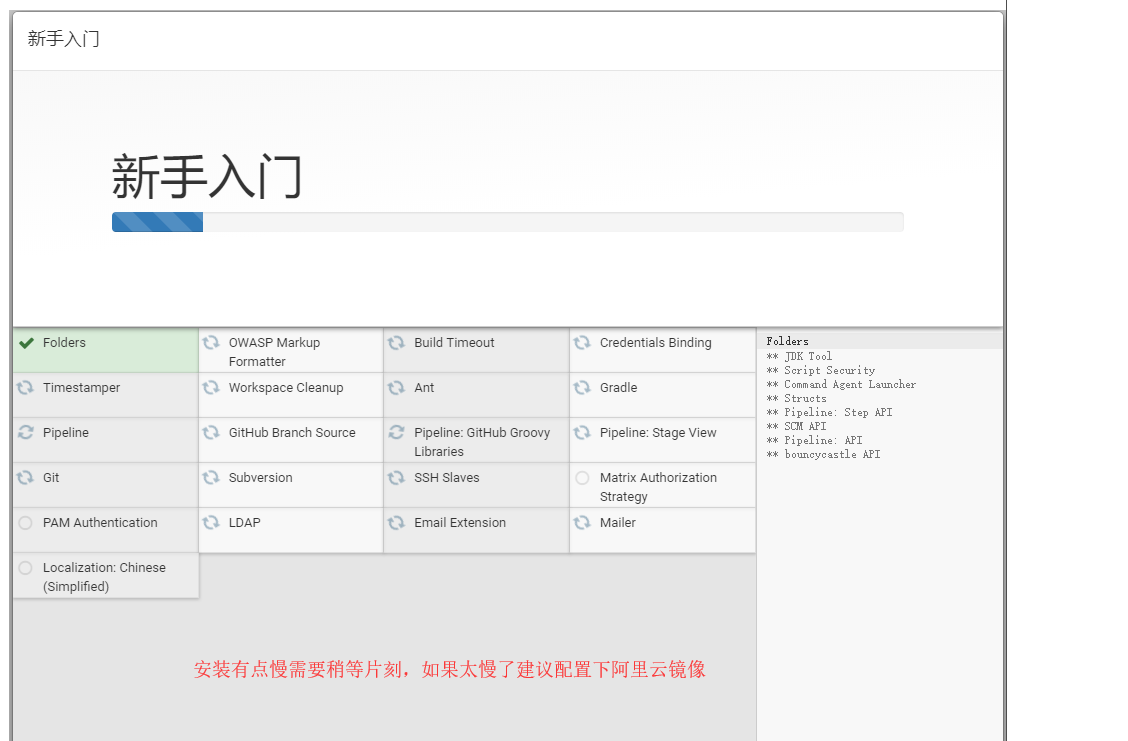 新手入门
新手入门
Folders
OWASP Markup
Formatter
Build Timeout
Credentials Binding
Timestamper
Workspace Cleanup
Ant
Gradle
Pipeline
GitHub Branch Source
Pipeline: GitHub Groovy
Libraries
Pipeline: Stage View
Git
Subversion
SSH Slaves
Matrix Authorization
Strategy
PAM Authentication
LDAP
Email Extension
Mailer
Localization: Chinese
(Simplified)
Folders
** JDK Tool
** Script Security
** Command Agent Launcher
** Structs
** Pipeline: Step API
** SCM API
** Pipeline: API
** bouncycastle API
安装有点慢需要稍等片刻，如果太慢了建议配置下阿里云镜像